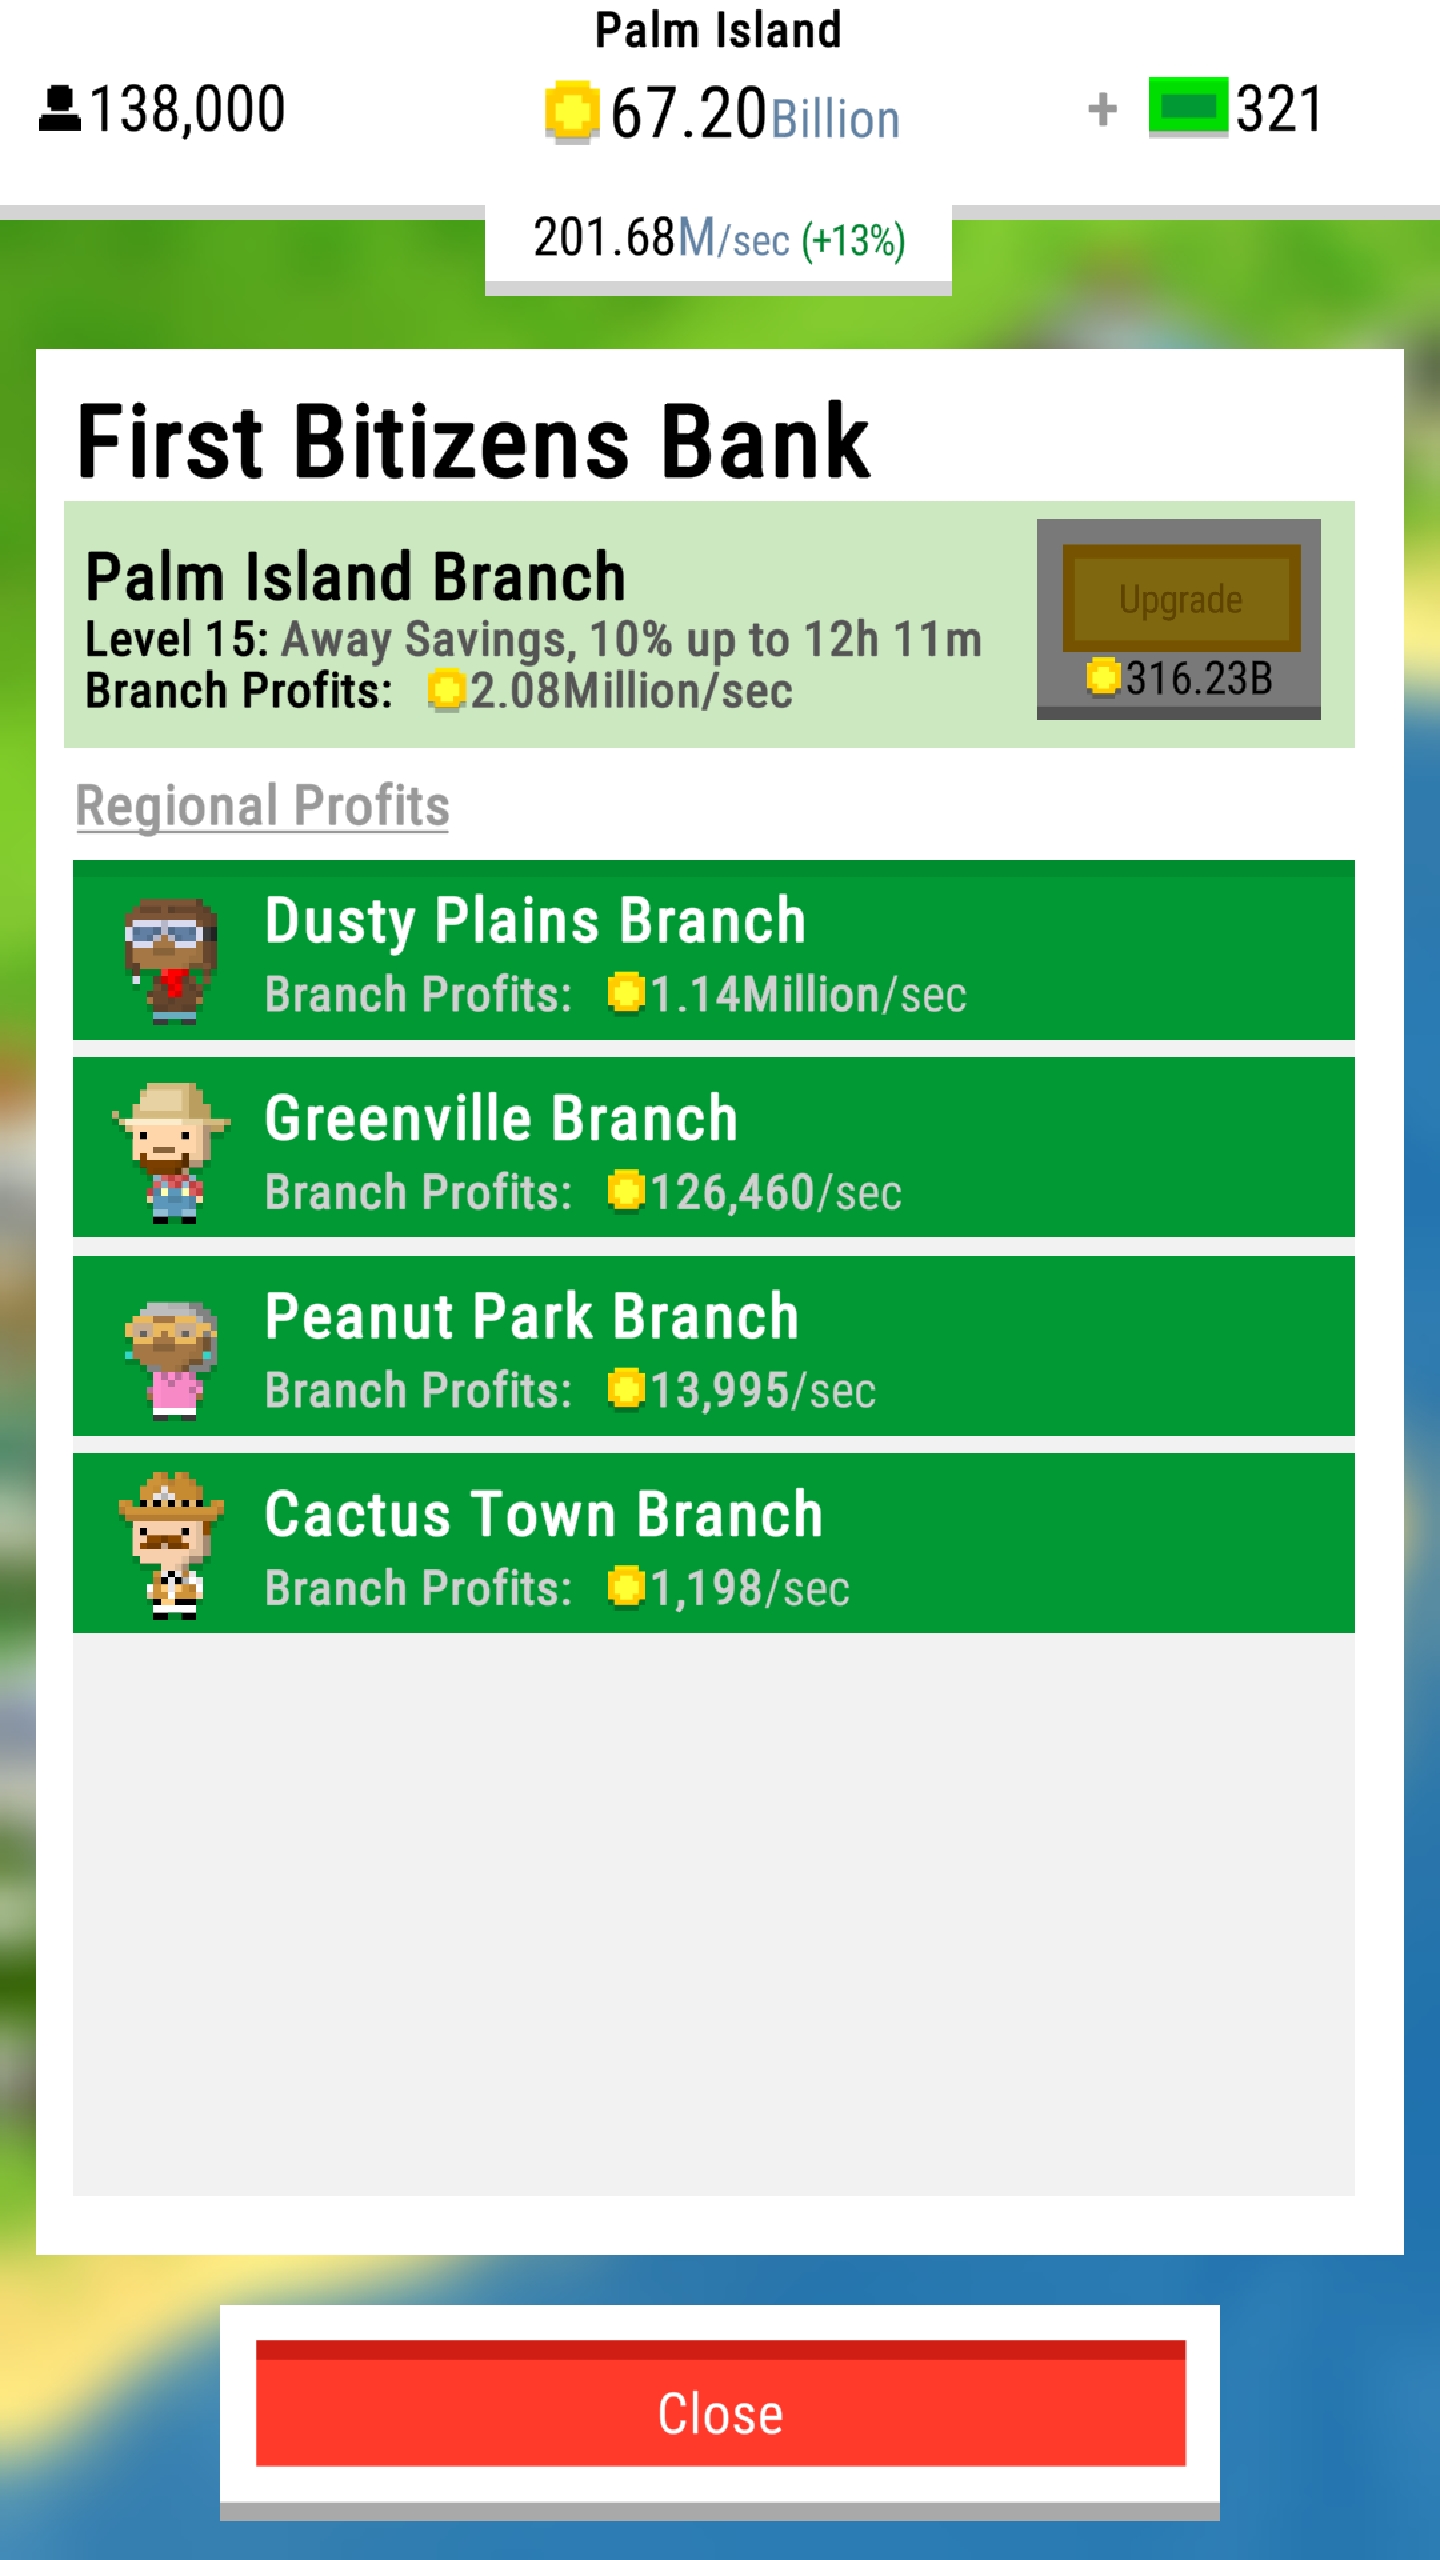 Palm Island
138,000
67.20Billion
+ 321
201.68M/sec (+13%)
First Bitizens Bank
Palm Island Branch
Level 15: Away Savings, 10% up to 12h 11m
Branch Profits: 2.08Million/sec
Upgrade
316.23B
Regional Profits
Dusty Plains Branch
Branch Profits: 1.14Million/sec
Greenville Branch
Branch Profits: 126,460/sec
Peanut Park Branch
Branch Profits: 13,995/sec
Cactus Town Branch
Branch Profits: 1,198/sec
Close